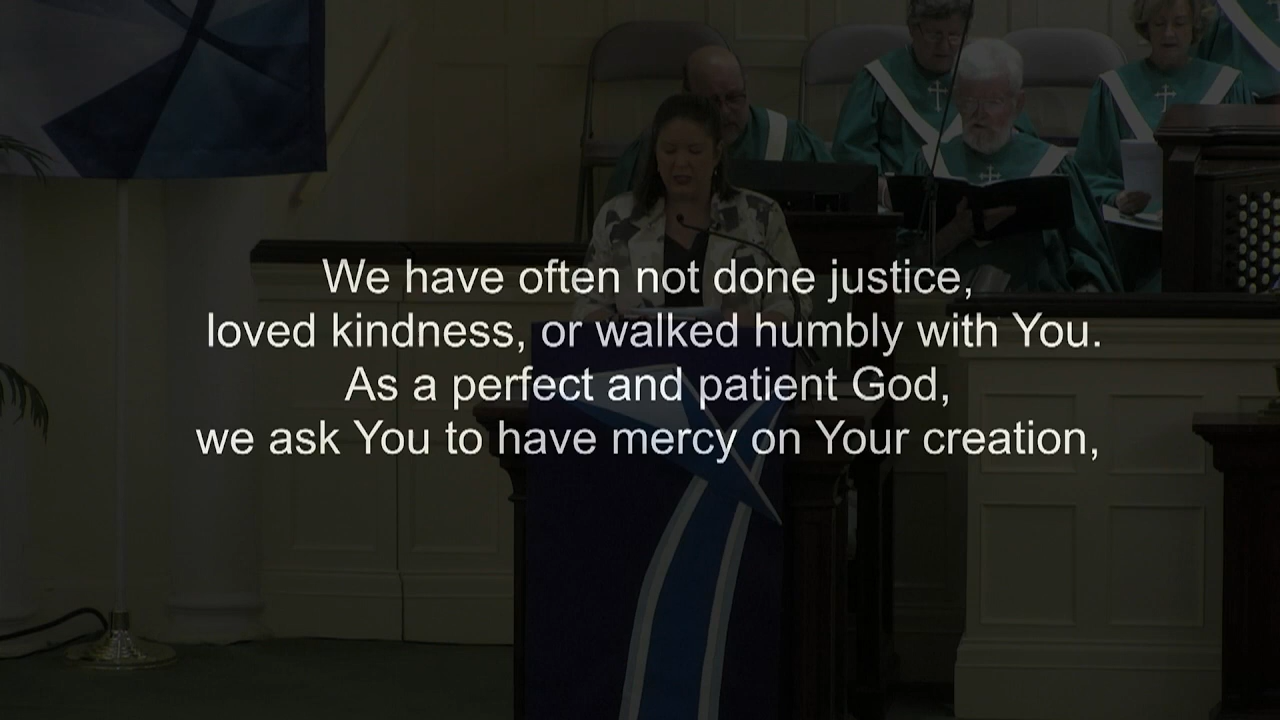 We have often not done justice,
loved kindness, or walked humbly with You.
As a perfect and patient God,
we ask You to have mercy on Your creation,